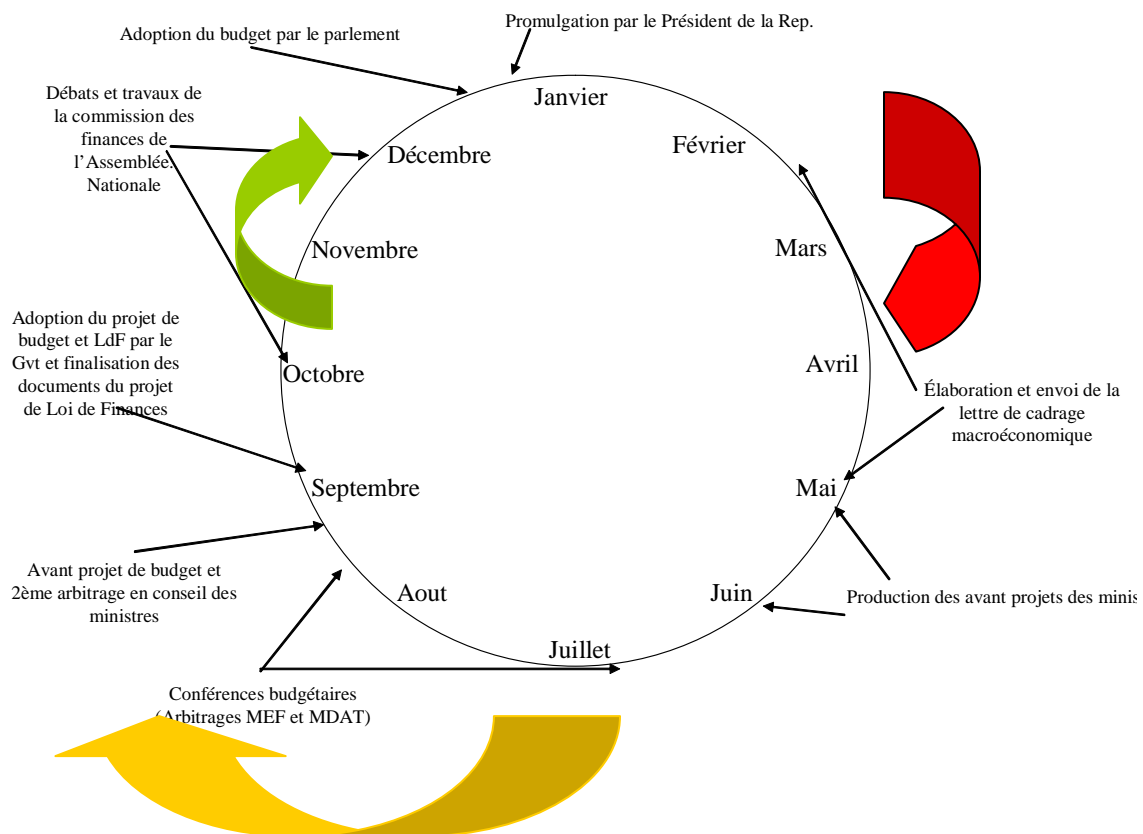 Promulgation par le Président de la Rep.
Adoption du budget par le parlement
Janvier
Débats et travaux de
la commission des
finances de
l’Assemblée.
Nationale
Décembre
Février
Novembre
Mars
Adoption du projet de
budget et LdF par le
Gvt et finalisation des
documents du projet
de Loi de Finances
Octobre
Avril
Élaboration et envoi de la
lettre de cadrage
macroéconomique
Septembre
Mai
Avant projet de budget et
2ème arbitrage en conseil des
ministres
Aout
Juin
Production des avant projets des minis
Juillet
Conférences budgétaires
(Arbitrages MEF et MDAT)